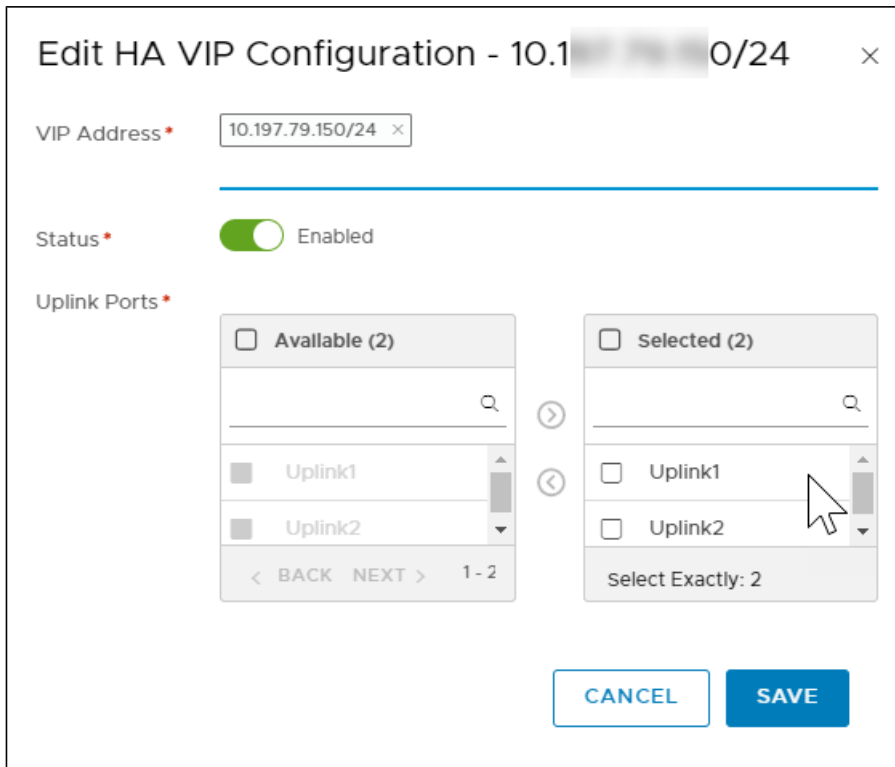 Edit HA VIP Configuration - 10.1 0/24
VIP Address*
10.197.79.150/24
Status*
Enabled
Uplink Ports*
Available (2)
Uplink1
Uplink2
BACK NEXT 1 - 2
Selected (2)
Uplink1
Uplink2
Select Exactly: 2
CANCEL
SAVE